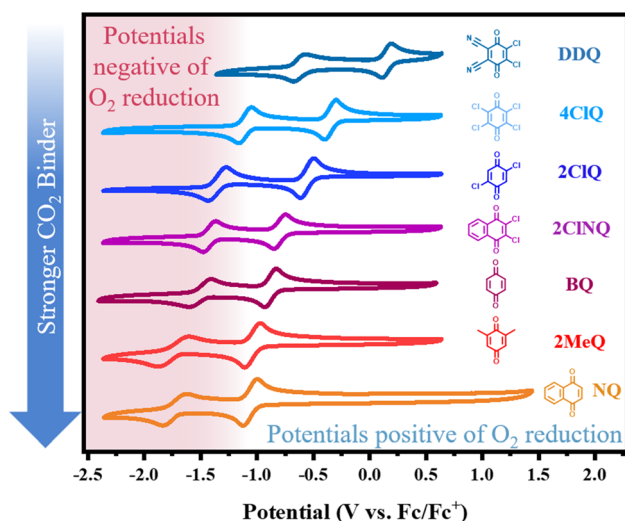 Potentials
negative of
O₂ reduction
Stronger CO₂ Binder
DDQ
4ClQ
2ClQ
2ClNQ
BQ
2MeQ
NQ
Potentials positive of O₂ reduction
-2.5 -2.0 -1.5 -1.0 -0.5 0.0 0.5 1.0 1.5 2.0
Potential (V vs. Fc/Fc⁺)